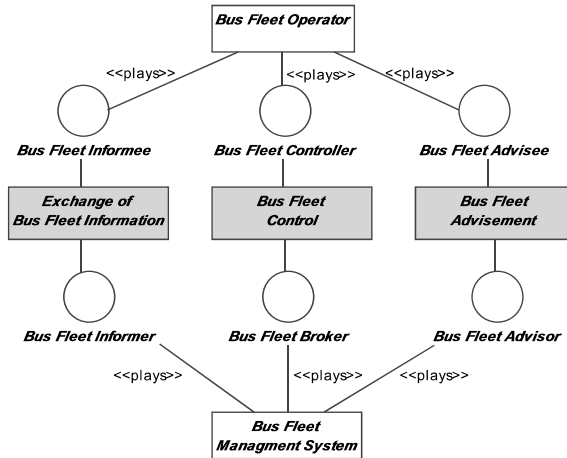 Bus Fleet Operator
<<plays>> <<plays>> <<plays>>
Bus Fleet Informee Bus Fleet Controller Bus Fleet Advisee
Exchange of Bus Fleet Bus Fleet
Bus Fleet Information Control Advisement
Bus Fleet Informer Bus Fleet Broker Bus Fleet Advisor
<<plays>> <<plays>> <<plays>>
Bus Fleet
Managment System